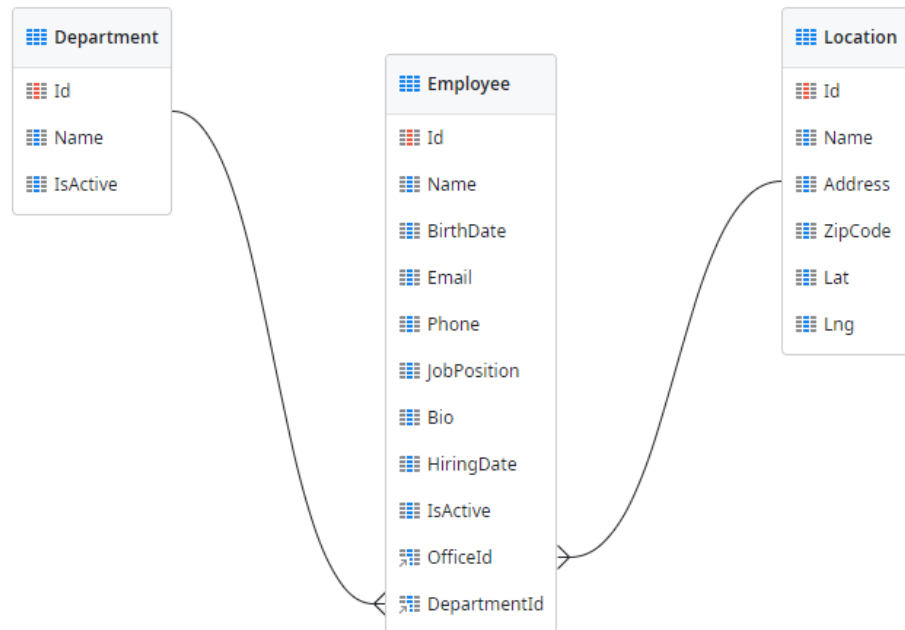 Department
Id
Name
IsActive
Employee
Id
Name
BirthDate
Email
Phone
JobPosition
Bio
HiringDate
IsActive
OfficeId
DepartmentId
Location
Id
Name
Address
ZipCode
Lat
Lng